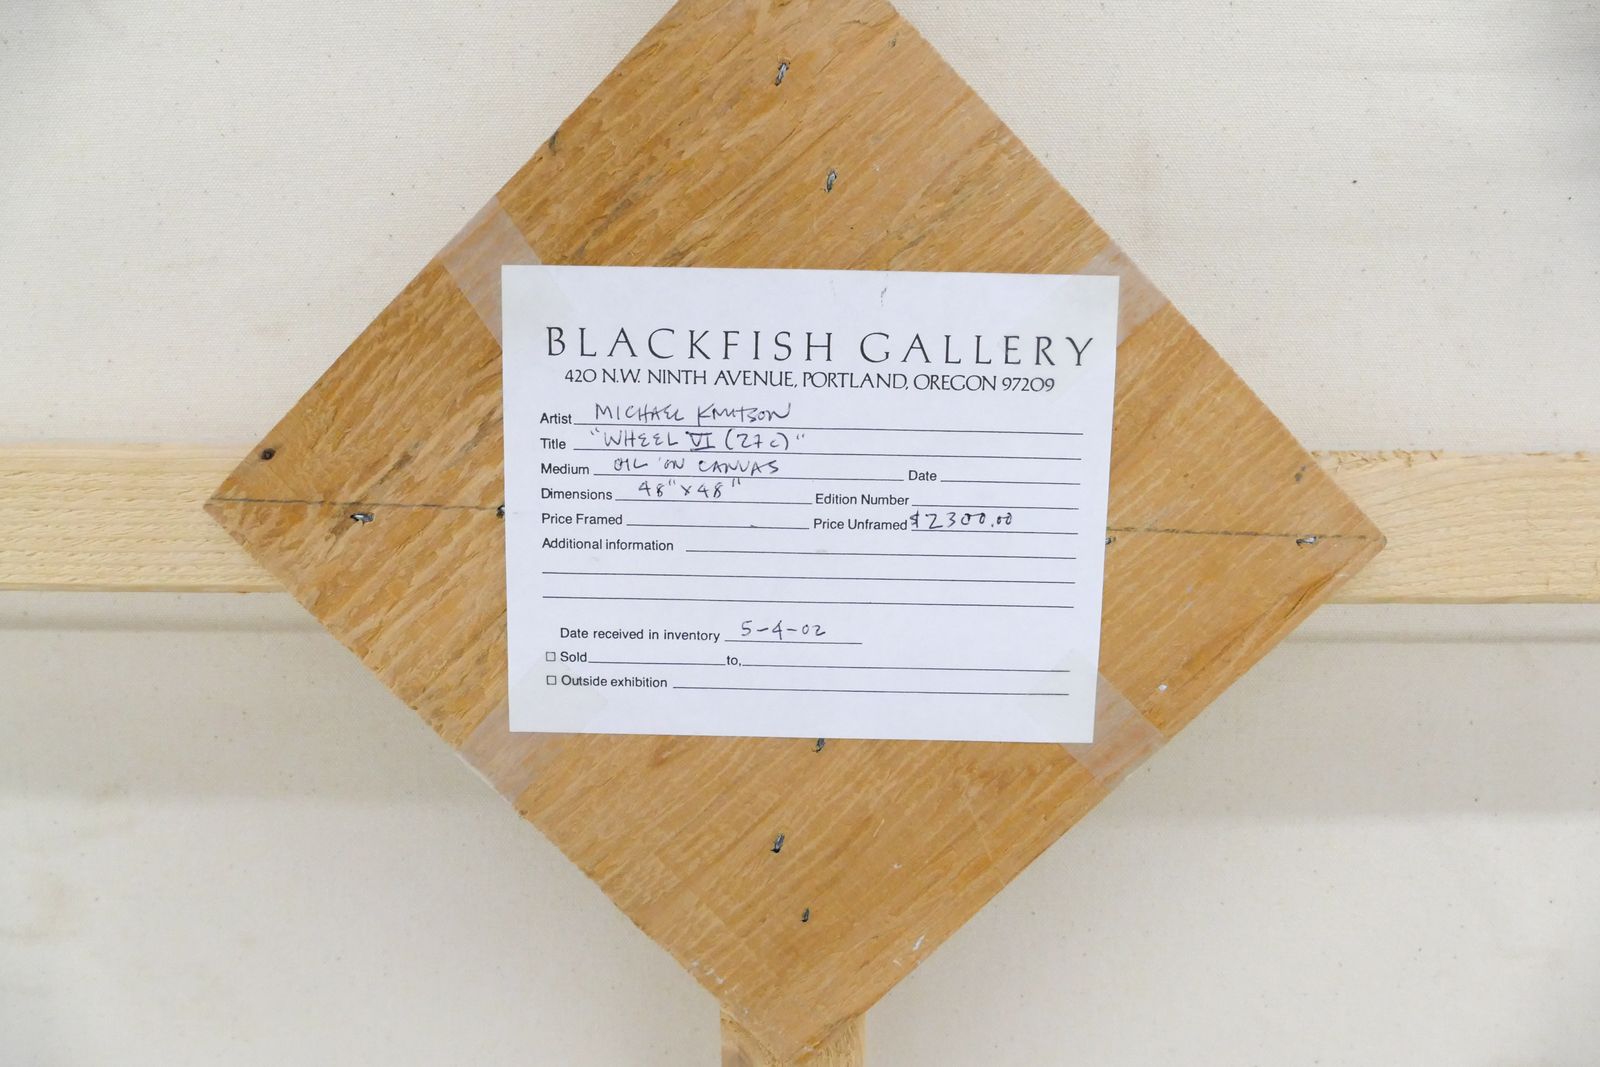 BLACKFISH GALLERY
420 N.W. NINTH AVENUE, PORTLAND, OREGON 97209
Artist MICHAEL KNUTSON
Title "WHEEL VI (27c)"
Medium OIL ON CANVAS Date
Dimensions 48" x 48" Edition Number
Price Framed Price Unframed $2300.00
Additional information
Date received in inventory 5-4-02
☐ Sold to,
☐ Outside exhibition